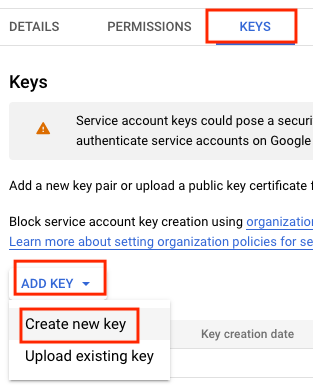 DETAILS PERMISSIONS KEYS
Keys
Service account keys could pose a securi
authenticate service accounts on Google
Add a new key pair or upload a public key certificate f
Block service account key creation using organization
Learn more about setting organization policies for se
ADD KEY
Create new key
Key creation date
Upload existing key